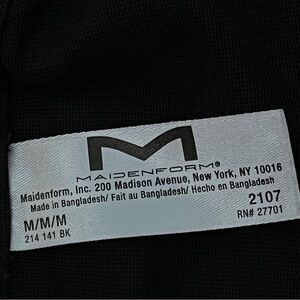 M
MAIDENFORM®
Maidenform, Inc. 200 Madison Avenue, New York, NY 10016
Made in Bangladesh/ Fait au Bangladesh/ Hecho en Bangladesh
M/M/M 2107
214 141 BK RN# 27701